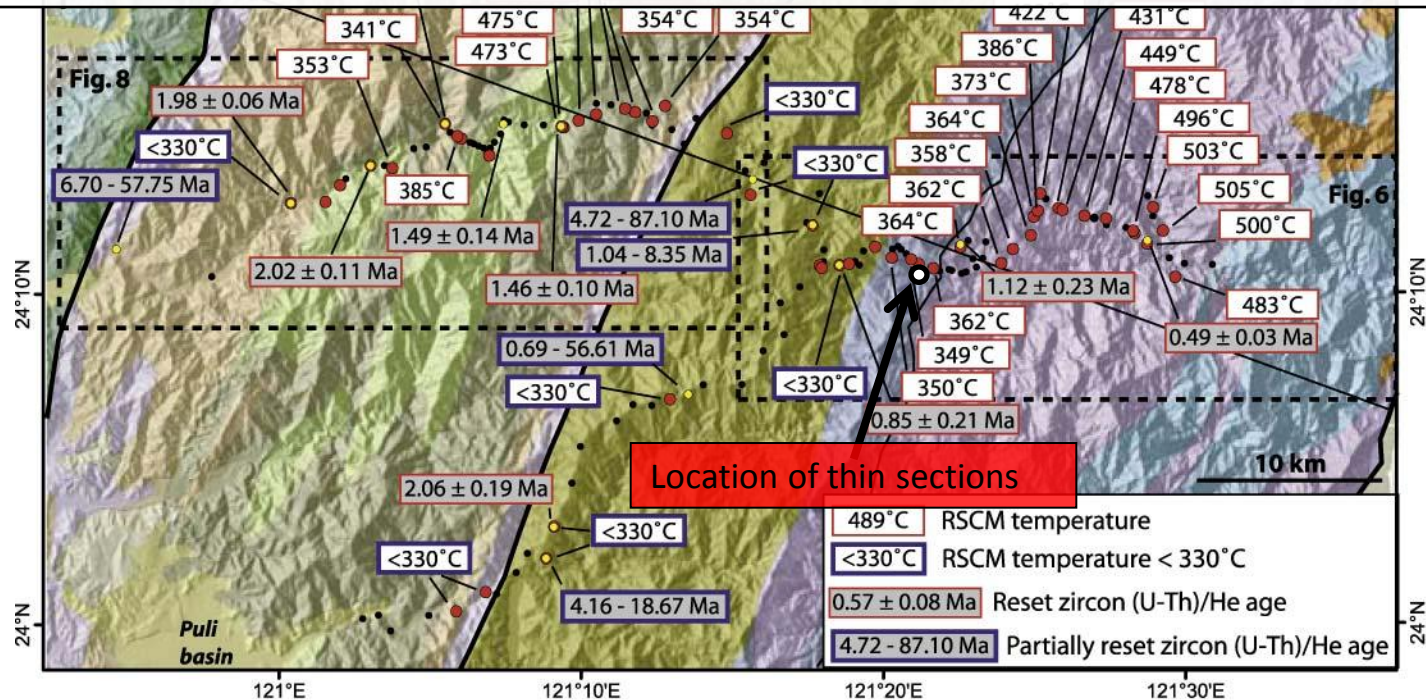 341˚C
475˚C
354˚C
354˚C
422˚C
431˚C
353˚C
473˚C
386˚C
449˚C
Fig. 8
373˚C
478˚C
1.98 ± 0.06 Ma
<330˚C
364˚C
496˚C
<330˚C
<330˚C
358˚C
503˚C
6.70 - 57.75 Ma
385˚C
362˚C
505˚C
Fig. 6
4.72 - 87.10 Ma
364˚C
500˚C
1.49 ± 0.14 Ma
1.04 - 8.35 Ma
2.02 ± 0.11 Ma
1.46 ± 0.10 Ma
1.12 ± 0.23 Ma
483˚C
24°10'N
24°10'N
362˚C
0.49 ± 0.03 Ma
0.69 - 56.61 Ma
349˚C
<330˚C
<330˚C
350˚C
0.85 ± 0.21 Ma
Location of thin sections
10 km
2.06 ± 0.19 Ma
<330˚C
<330˚C
4.16 - 18.67 Ma
489˚C RSCM temperature
<330˚C RSCM temperature < 330˚C
0.57 ± 0.08 Ma Reset zircon (U-Th)/He age
4.72 - 87.10 Ma Partially reset zircon (U-Th)/He age
24°N
24°N
Puli
basin
121°E
121°10'E
121°20'E
121°30'E